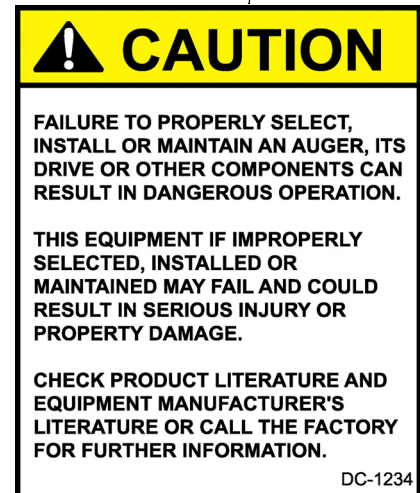 CAUTION
FAILURE TO PROPERLY SELECT,
INSTALL OR MAINTAIN AN AUGER, ITS
DRIVE OR OTHER COMPONENTS CAN
RESULT IN DANGEROUS OPERATION.
THIS EQUIPMENT IF IMPROPERLY
SELECTED, INSTALLED OR
MAINTAINED MAY FAIL AND COULD
RESULT IN SERIOUS INJURY OR
PROPERTY DAMAGE.
CHECK PRODUCT LITERATURE AND
EQUIPMENT MANUFACTURER'S
LITERATURE OR CALL THE FACTORY
FOR FURTHER INFORMATION.
DC-1234